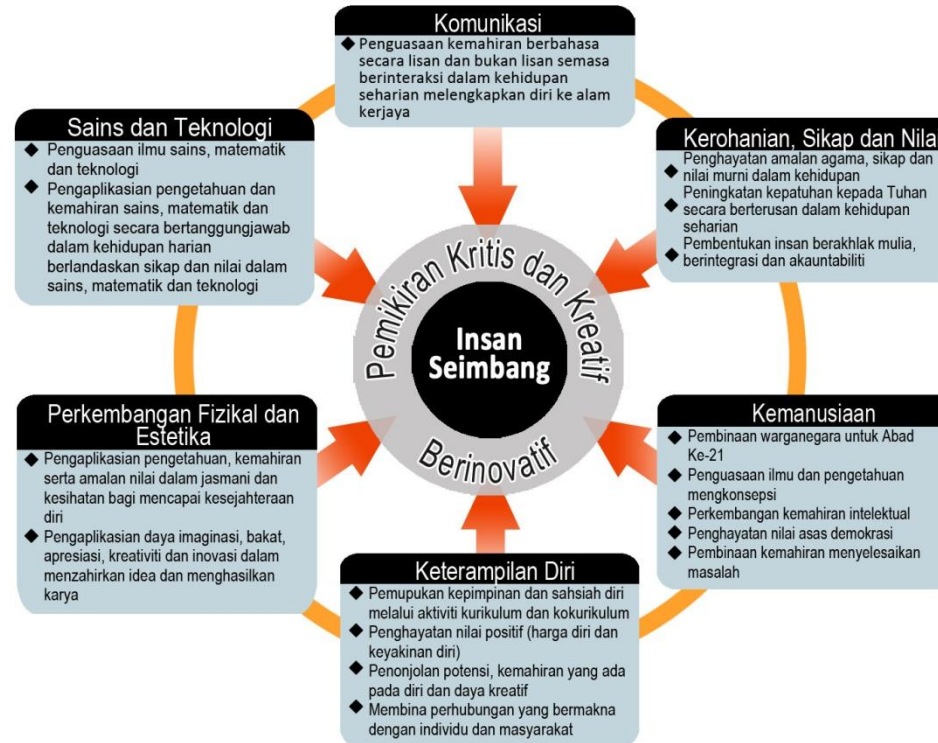 Komunikasi
◆ Penguasaan kemahiran berbahasa
secara lisan dan bukan lisan semasa
berinteraksi dalam kehidupan
seharian melengkapkan diri ke alam
kerjaya
Sains dan Teknologi
◆ Penguasaan ilmu sains, matematik
dan teknologi
◆ Pengaplikasian pengetahuan dan
kemahiran sains, matematik dan
teknologi secara bertanggungjawab
dalam kehidupan harian
berlandaskan sikap dan nilai dalam
sains, matematik dan teknologi
Kerohanian, Sikap dan Nilai
◆ Penghayatan amalan agama, sikap dan
nilai murni dalam kehidupan
◆ Peningkatan kepatuhan kepada Tuhan
secara berterusan dalam kehidupan
seharian
◆ Pembentukan insan berakhlak mulia,
berintegrasi dan akauntabiliti
Pemikiran Kritis dan Kreatif
Insan
Seimbang
Berinovatif
Perkembangan Fizikal dan
Estetika
◆ Pengaplikasian pengetahuan, kemahiran
serta amalan nilai dalam jasmani dan
kesihatan bagi mencapai kesejahteraan
diri
◆ Pengaplikasian daya imaginasi, bakat,
apresiasi, kreativiti dan inovasi dalam
menzahirkan idea dan menghasilkan
karya
Kemanusiaan
◆ Pembinaan warganegara untuk Abad
Ke-21
◆ Penguasaan ilmu dan pengetahuan
mengkonsepsi
◆ Perkembangan kemahiran intelektual
◆ Penghayatan nilai asas demokrasi
◆ Pembinaan kemahiran menyelesaikan
masalah
Keterampilan Diri
◆ Pemupukan kepimpinan dan sahsiah diri
melalui aktiviti kurikulum dan kokurikulum
◆ Penghayatan nilai positif (harga diri dan
keyakinan diri)
◆ Penonjolan potensi, kemahiran yang ada
pada diri dan daya kreatif
◆ Membina perhubungan yang bermakna
dengan individu dan masyarakat